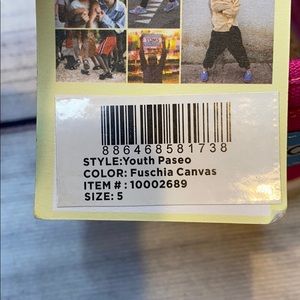 886468581738
STYLE:Youth Paseo
COLOR: Fuschia Canvas
ITEM # : 10002689
SIZE: 5